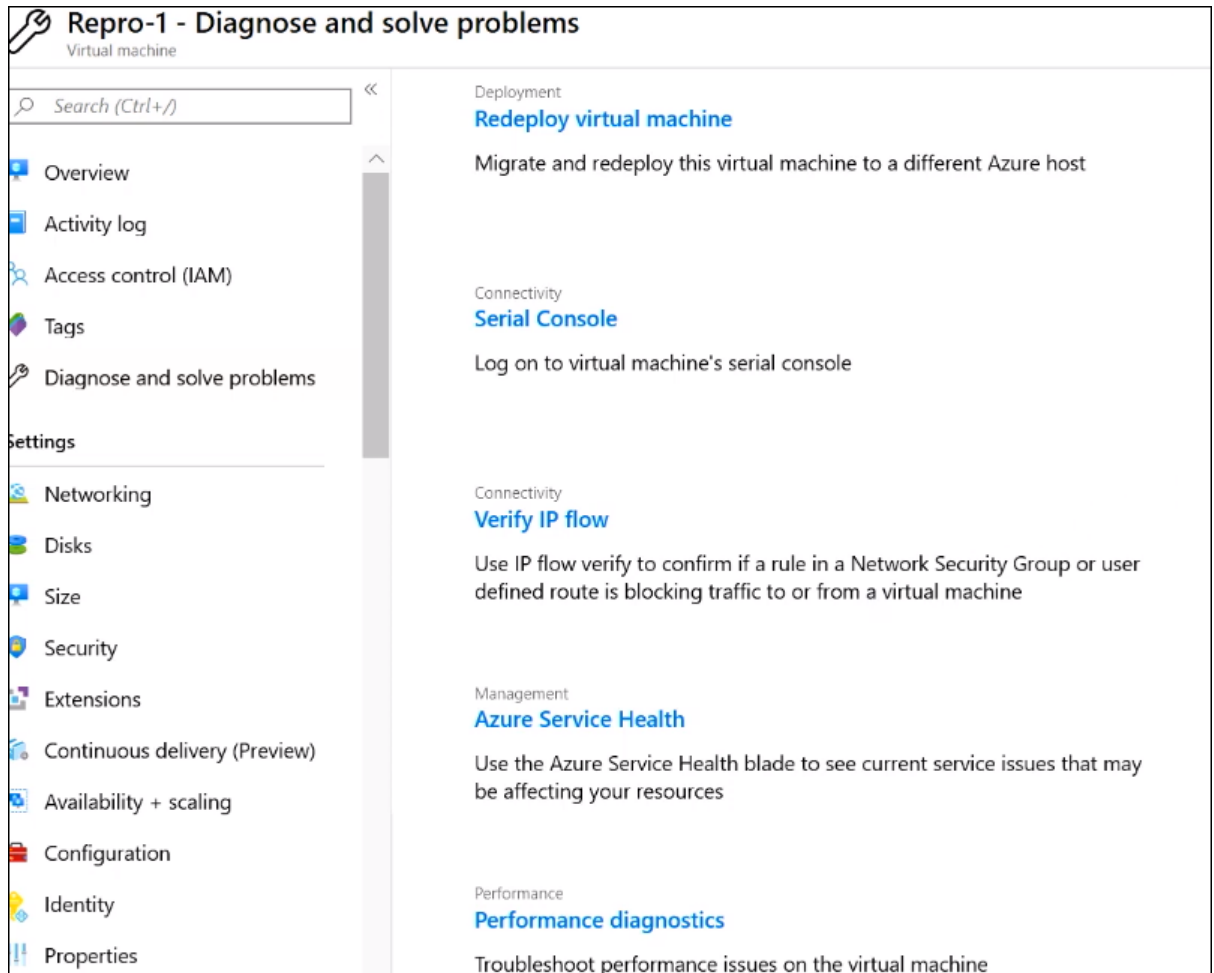 Repro-1 - Diagnose and solve problems
Virtual machine
Search (Ctrl+/)
«
Overview
Activity log
Access control (IAM)
Tags
Diagnose and solve problems
Settings
Networking
Disks
Size
Security
Extensions
Continuous delivery (Preview)
Availability + scaling
Configuration
Identity
Properties
Deployment
Redeploy virtual machine
Migrate and redeploy this virtual machine to a different Azure host
Connectivity
Serial Console
Log on to virtual machine's serial console
Connectivity
Verify IP flow
Use IP flow verify to confirm if a rule in a Network Security Group or user
defined route is blocking traffic to or from a virtual machine
Management
Azure Service Health
Use the Azure Service Health blade to see current service issues that may
be affecting your resources
Performance
Performance diagnostics
Troubleshoot performance issues on the virtual machine